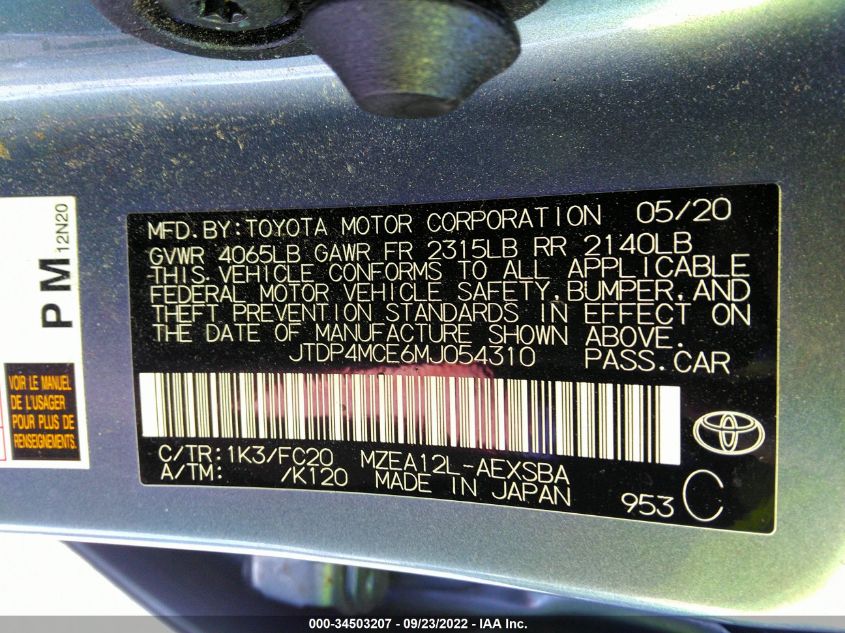 MFD. BY: TOYOTA MOTOR CORPORATION 05/20
GVWR 4065LB GAWR FR 2315LB RR 2140LB
THIS VEHICLE CONFORMS TO ALL APPLICABLE
FEDERAL MOTOR VEHICLE SAFETY, BUMPER, AND
THEFT PREVENTION STANDARDS IN EFFECT ON
THE DATE OF MANUFACTURE SHOWN ABOVE.
JTDP4MCE6MJ054310 PASS. CAR
C/TR: 1K3/FC20 MZEA12L-AEXSBA
A/TM: /K120 MADE IN JAPAN
953 C
PM 12N20
VOIR LE MANUEL
DE L'USAGER
POUR PLUS DE
RENSEIGNEMENTS.
000-34503207 - 09/23/2022 - IAA Inc.